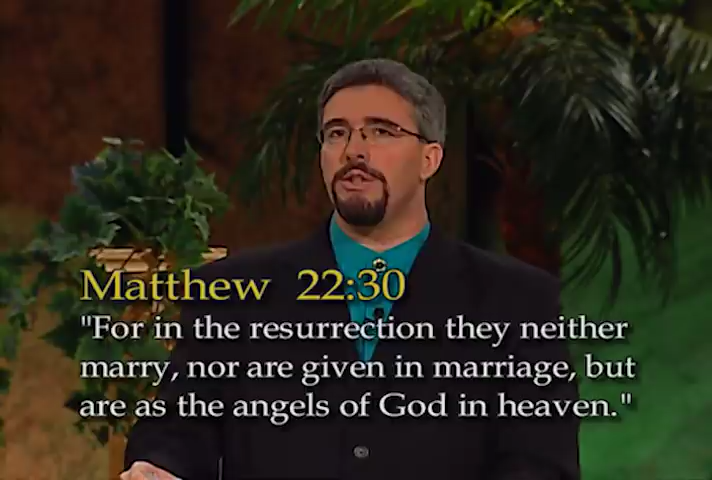 Matthew 22:30
"For in the resurrection they neither
marry, nor are given in marriage, but
are as the angels of God in heaven."